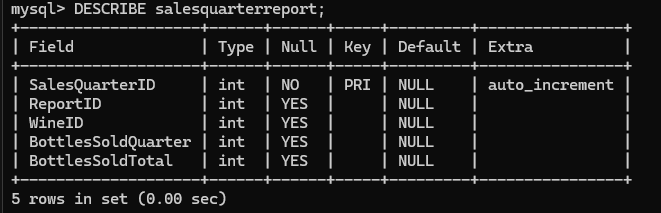 mysql> DESCRIBE salesquarterreport;
+--------------------+------+------+-----+---------+----------------+
| Field              | Type | Null | Key | Default | Extra          |
+--------------------+------+------+-----+---------+----------------+
| SalesQuarterID     | int  | NO   | PRI | NULL    | auto_increment |
| ReportID           | int  | YES  |     | NULL    |                |
| WineID             | int  | YES  |     | NULL    |                |
| BottlesSoldQuarter | int  | YES  |     | NULL    |                |
| BottlesSoldTotal   | int  | YES  |     | NULL    |                |
+--------------------+------+------+-----+---------+----------------+
5 rows in set (0.00 sec)